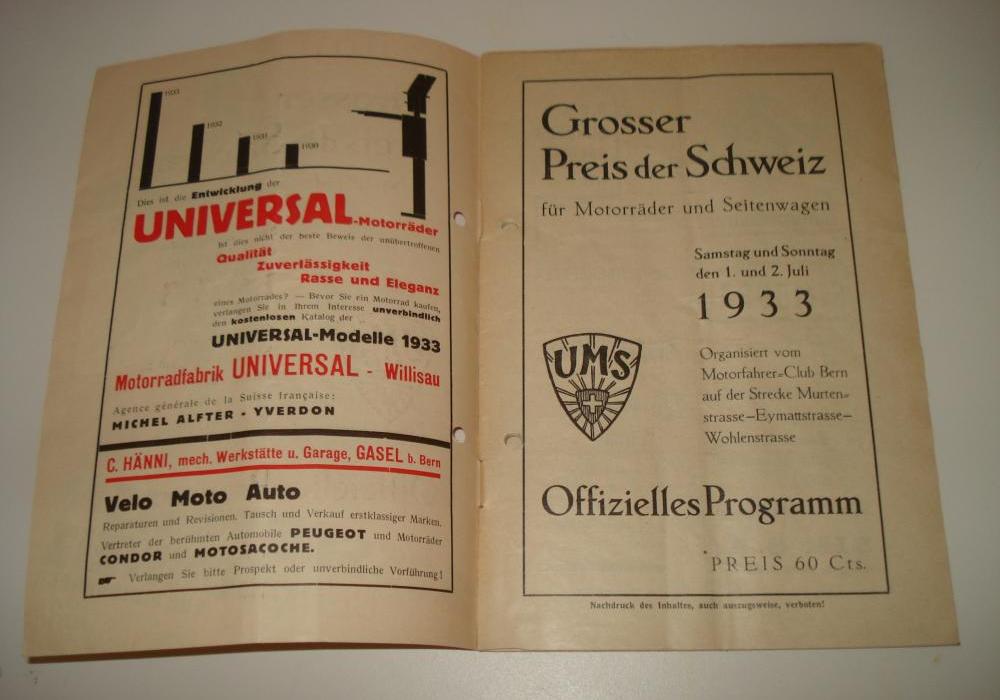 1933
1932
1931
1930
Dies ist die Entwicklung der
UNIVERSAL-Motorräder
Ist dies nicht der beste Beweis der unübertroffenen
Qualität
Zuverlässigkeit
Rasse und Eleganz
eines Motorrades? — Bevor Sie ein Motorrad kaufen,
verlangen Sie in Ihrem Interesse unverbindlich
den kostenlosen Katalog der
UNIVERSAL-Modelle 1933
Motorradfabrik UNIVERSAL - Willisau
Agence générale de la Suisse française:
MICHEL ALFTER - YVERDON
C. HÄNNI, mech. Werkstätte u. Garage, GASEL b. Bern
Velo Moto Auto
Reparaturen und Revisionen. Tausch und Verkauf erstklassiger Marken.
Vertreter der berühmten Automobile PEUGEOT und Motorräder
CONDOR und MOTOSACOCHE.
Verlangen Sie bitte Prospekt oder unverbindliche Vorführung!
Grosser
Preis der Schweiz
für Motorräder und Seitenwagen
Samstag und Sonntag
den 1. und 2. Juli
1933
UMS
Organisiert vom
Motorfahrer-Club Bern
auf der Strecke Murten-
strasse-Eymattstrasse-
Wohlenstrasse
Offizielles Programm
PREIS 60 Cts.
Nachdruck des Inhaltes, auch auszugsweise, verboten!